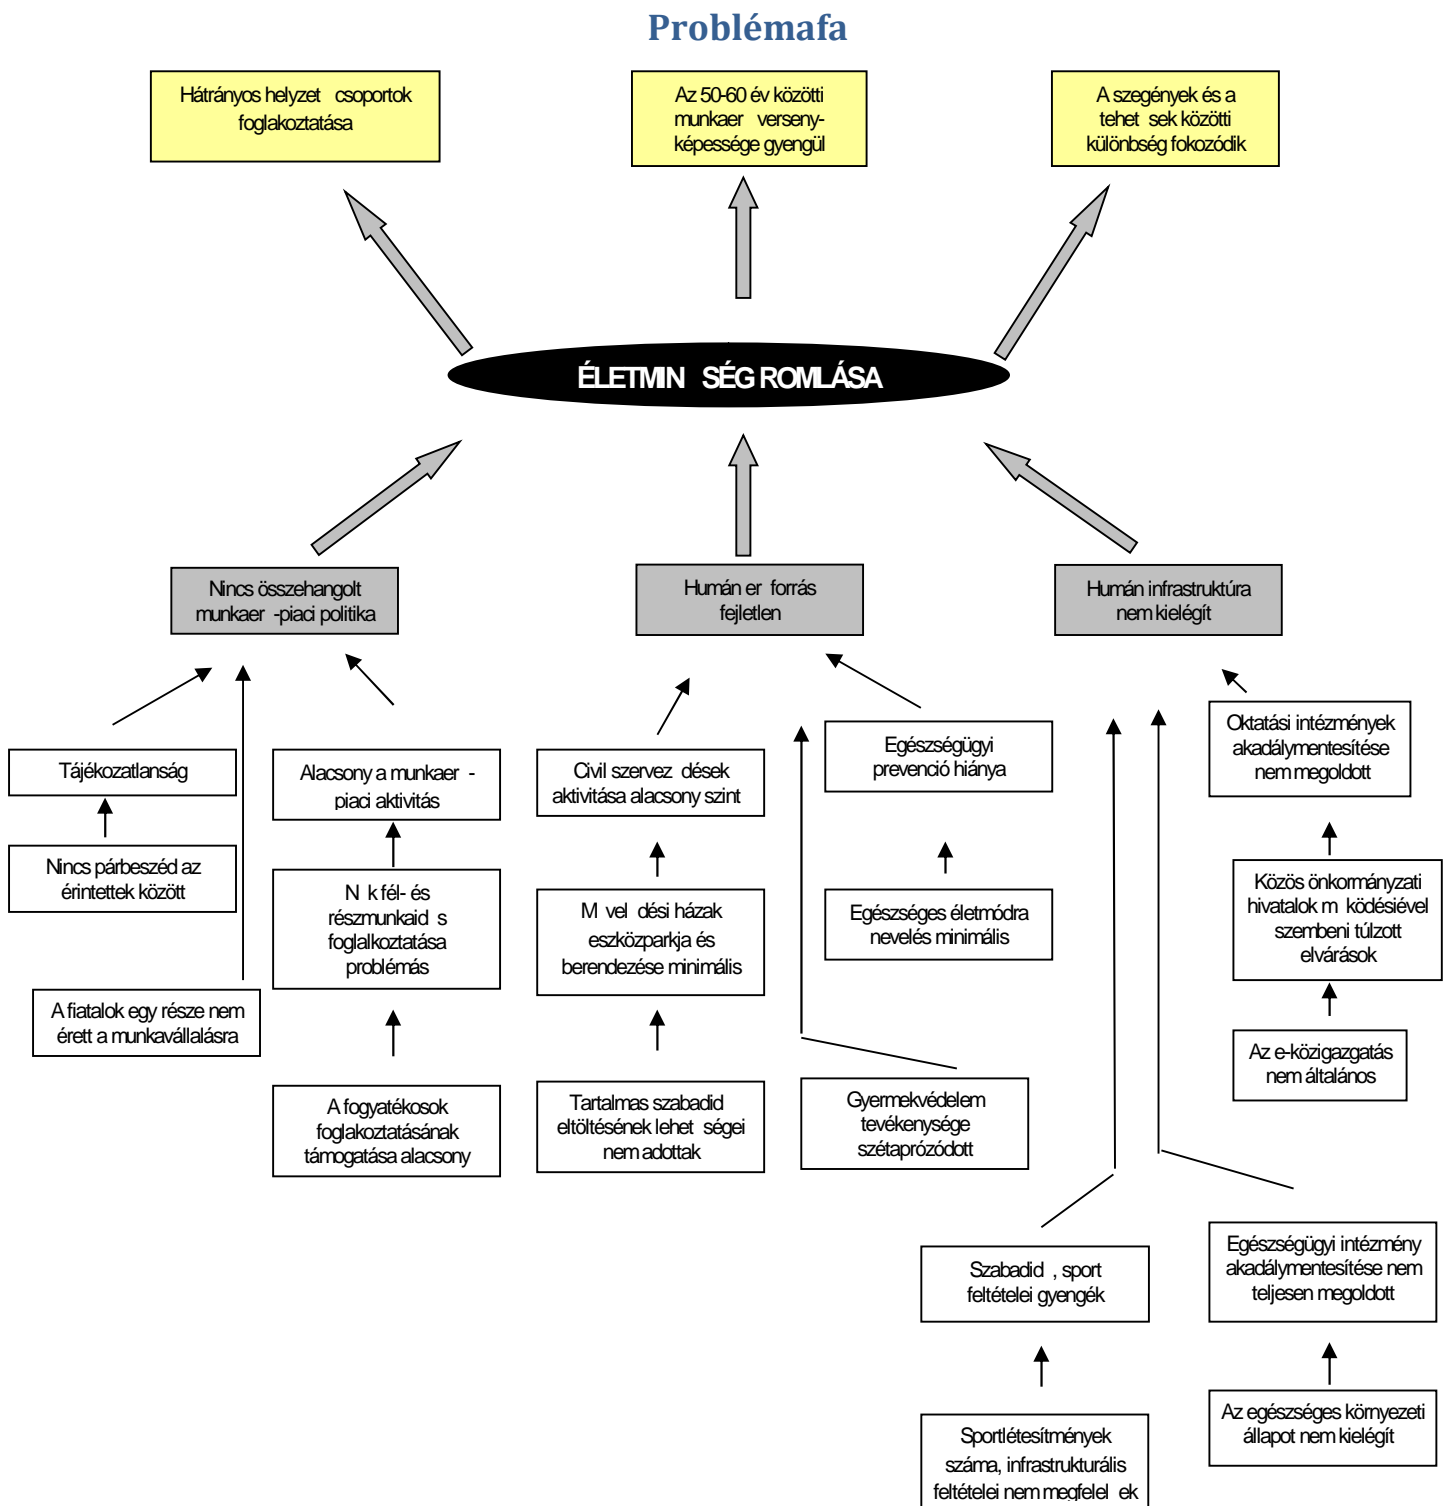 Problémafa
Hátrányos helyzet csoportok
foglakoztatása
Az 50-60 év közötti
munkaer verseny-
képessége gyengül
A szegények és a
tehet sek közötti
különbség fokozódik
ÉLETMIN SÉG ROMLÁSA
Nincs összehangolt
munkaer -piaci politika
Humán er forrás
fejletlen
Humán infrastruktúra
nem kielégít
Tájékozatlanság
Nincs párbeszéd az
érintettek között
A fiatalok egy része nem
érett a munkavállalásra
Alacsony a munkaer -
piaci aktivitás
N k fél- és
részmunkaid s
foglalkoztatása
problémás
A fogyatékosok
foglakoztatásának
támogatása alacsony
Civil szervez dések
aktivitása alacsony szint
M vel dési házak
eszközparkja és
berendezése minimális
Tartalmas szabadid
eltöltésének lehet ségei
nem adottak
Egészségügyi
prevenció hiánya
Egészséges életmódra
nevelés minimális
Gyermekvédelem
tevékenysége
szétaprózódott
Oktatási intézmények
akadálymentesítése
nem megoldott
Közös önkormányzati
hivatalok m ködésiével
szembeni túlzott
elvárások
Az e-közigazgatás
nem általános
Szabadid , sport
feltételei gyengék
Sportlétesítmények
száma, infrastrukturális
feltételei nem megfelel ek
Egészségügyi intézmény
akadálymentesítése nem
teljesen megoldott
Az egészséges környezeti
állapot nem kielégít